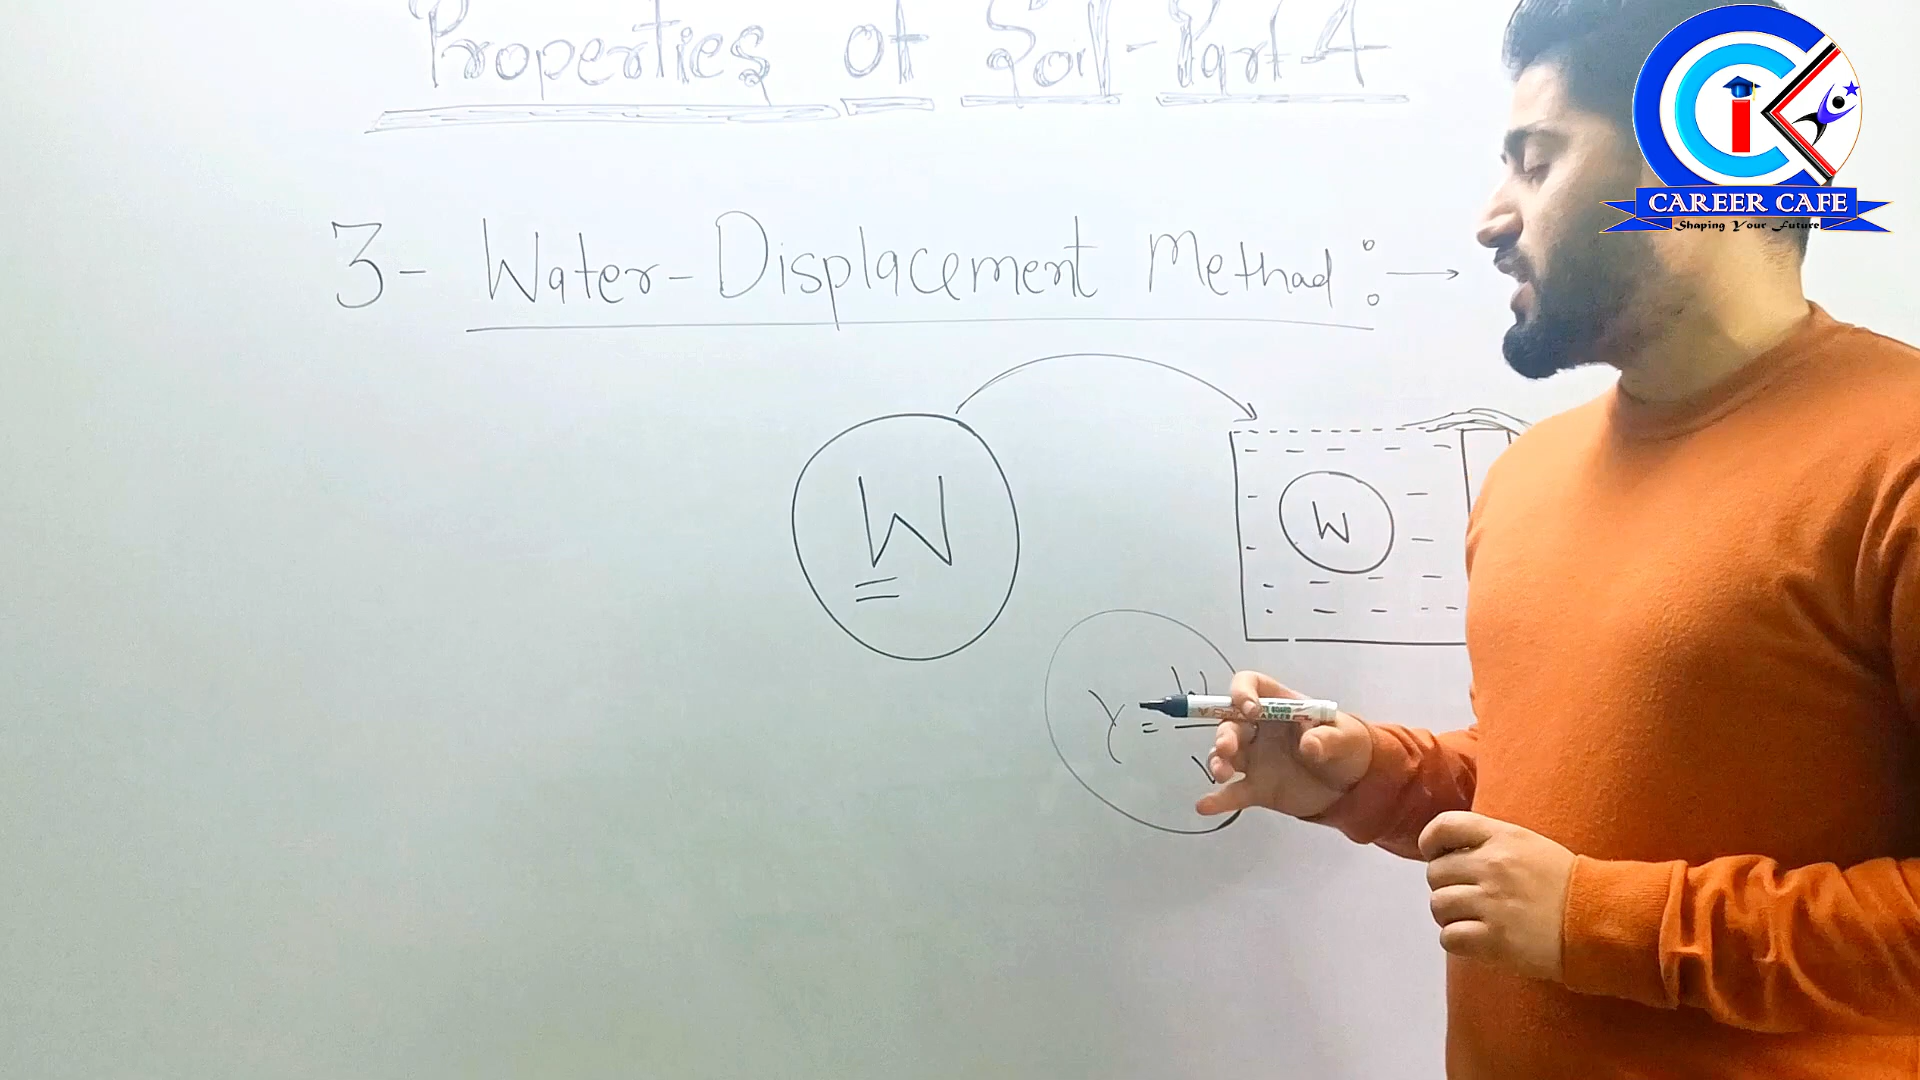 Properties of Soil-Part 4
CAREER CAFE
Shaping Your Future
3- Water-Displacement Method:→
W
W
γ = W
V